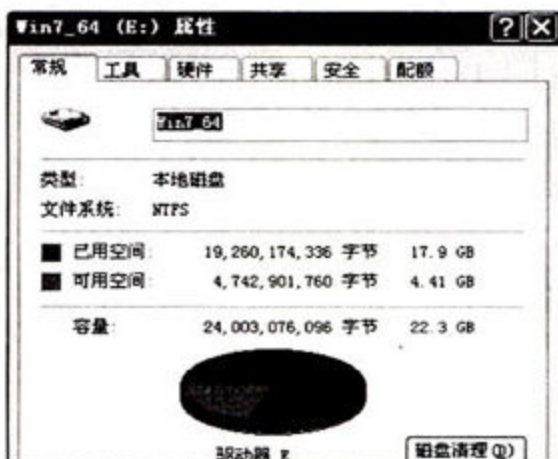 Win7_64 (E:) 属性
常规 工具 硬件 共享 安全 配额
Win7_64
类型: 本地磁盘
文件系统: NTFS
已用空间: 19,260,174,336 字节 17.9 GB
可用空间: 4,742,901,760 字节 4.41 GB
容量: 24,003,076,096 字节 22.3 GB
驱动器 E
磁盘清理(D)